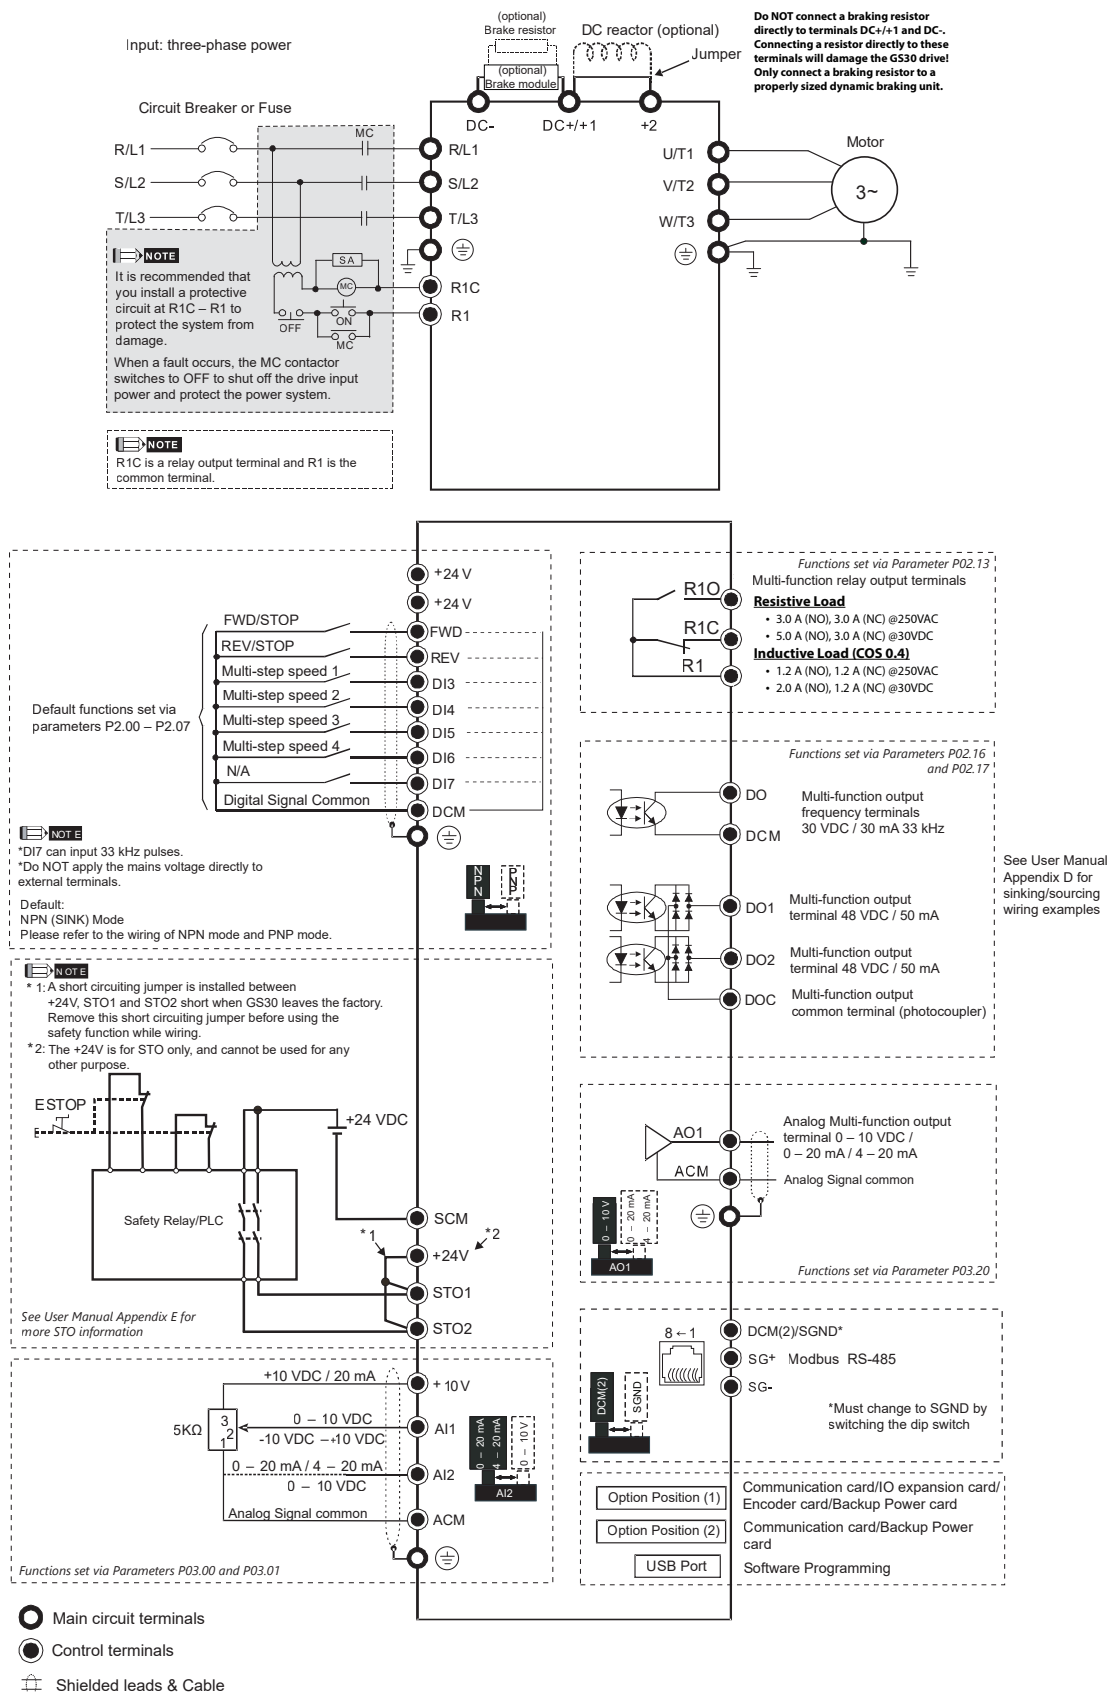 Input: three-phase power
(optional)
Brake resistor
(optional)
Brake module
DC reactor (optional)
Jumper
Do NOT connect a braking resistor
directly to terminals DC+/+1 and DC-.
Connecting a resistor directly to these
terminals will damage the GS30 drive!
Only connect a braking resistor to a
properly sized dynamic braking unit.
Circuit Breaker or Fuse
DC-
DC+/+1
+2
MC
R/L1
R/L1
S/L2
S/L2
T/L3
T/L3
U/T1
V/T2
W/T3
Motor
3~
NOTE
It is recommended that
you install a protective
circuit at R1C – R1 to
protect the system from
damage.
When a fault occurs, the MC contactor
switches to OFF to shut off the drive input
power and protect the power system.
SA
MC
OFF
ON
MC
R1C
R1
NOTE
R1C is a relay output terminal and R1 is the
common terminal.
+24 V
+24 V
FWD/STOP
FWD
REV/STOP
REV
Multi-step speed 1
DI3
Multi-step speed 2
DI4
Multi-step speed 3
DI5
Multi-step speed 4
DI6
N/A
DI7
Digital Signal Common
DCM
Default functions set via
parameters P2.00 – P2.07
NOTE
*DI7 can input 33 kHz pulses.
*Do NOT apply the mains voltage directly to
external terminals.
Default:
NPN (SINK) Mode
Please refer to the wiring of NPN mode and PNP mode.
NPN
PNP
Functions set via Parameter P02.13
Multi-function relay output terminals
R1O
R1C
R1
Resistive Load
• 3.0 A (NO), 3.0 A (NC) @250VAC
• 5.0 A (NO), 3.0 A (NC) @30VDC
Inductive Load (COS 0.4)
• 1.2 A (NO), 1.2 A (NC) @250VAC
• 2.0 A (NO), 1.2 A (NC) @30VDC
Functions set via Parameters P02.16
and P02.17
DO
DCM
Multi-function output
frequency terminals
30 VDC / 30 mA 33 kHz
DO1
Multi-function output
terminal 48 VDC / 50 mA
DO2
Multi-function output
terminal 48 VDC / 50 mA
DOC
Multi-function output
common terminal (photocoupler)
See User Manual
Appendix D for
sinking/sourcing
wiring examples
NOTE
*1: A short circuiting jumper is installed between
+24V, STO1 and STO2 short when GS30 leaves the factory.
Remove this short circuiting jumper before using the
safety function while wiring.
*2: The +24V is for STO only, and cannot be used for any
other purpose.
ESTOP
+24 VDC
Safety Relay/PLC
SCM
*1
*2
+24V
STO1
STO2
See User Manual Appendix E for
more STO information
AO1
ACM
Analog Multi-function output
terminal 0 – 10 VDC /
0 – 20 mA / 4 – 20 mA
Analog Signal common
0 – 10 V
0 – 20 mA
4 – 20 mA
AO1
Functions set via Parameter P03.20
8←1
DCM(2)/SGND*
SG+ Modbus RS-485
SG-
DCM(2)
SGND
*Must change to SGND by
switching the dip switch
+10 VDC / 20 mA
+10V
5KΩ
3
2
1
0 – 10 VDC
-10 VDC – +10 VDC
AI1
0 – 20 mA / 4 – 20 mA
0 – 10 VDC
AI2
Analog Signal common
ACM
0 – 20 mA
4 – 20 mA
0 – 10 V
AI2
Functions set via Parameters P03.00 and P03.01
Option Position (1)
Communication card/IO expansion card/
Encoder card/Backup Power card
Option Position (2)
Communication card/Backup Power
card
USB Port
Software Programming
Main circuit terminals
Control terminals
Shielded leads & Cable